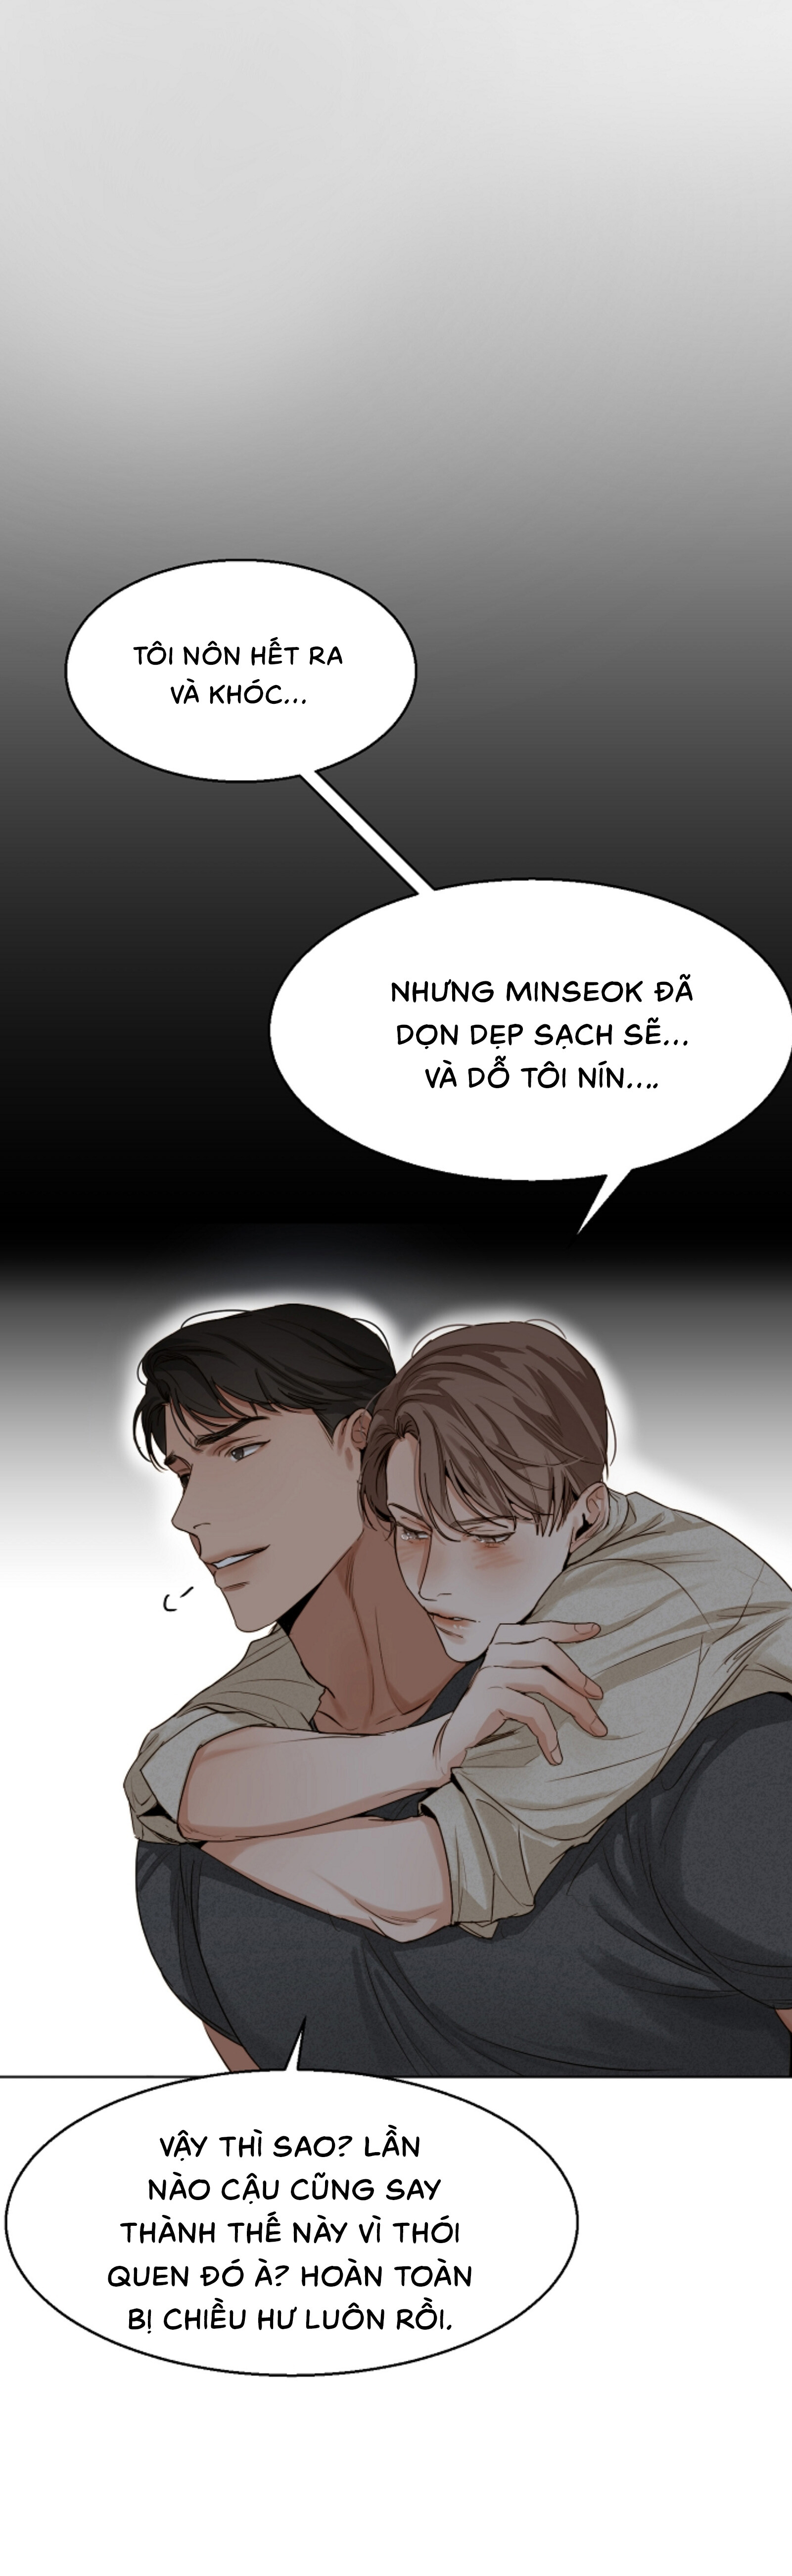 TÔI NÔN HẾT RA
VÀ KHÓC...
NHƯNG MINSEOK ĐÃ
DỌN DẸP SẠCH SẼ...
VÀ DỖ TÔI NÍN....
VẬY THÌ SAO? LẦN
NÀO CẬU CŨNG SAY
THÀNH THẾ NÀY VÌ THÓI
QUEN ĐÓ À? HOÀN TOÀN
BỊ CHIỀU HƯ LUÔN RỒI.